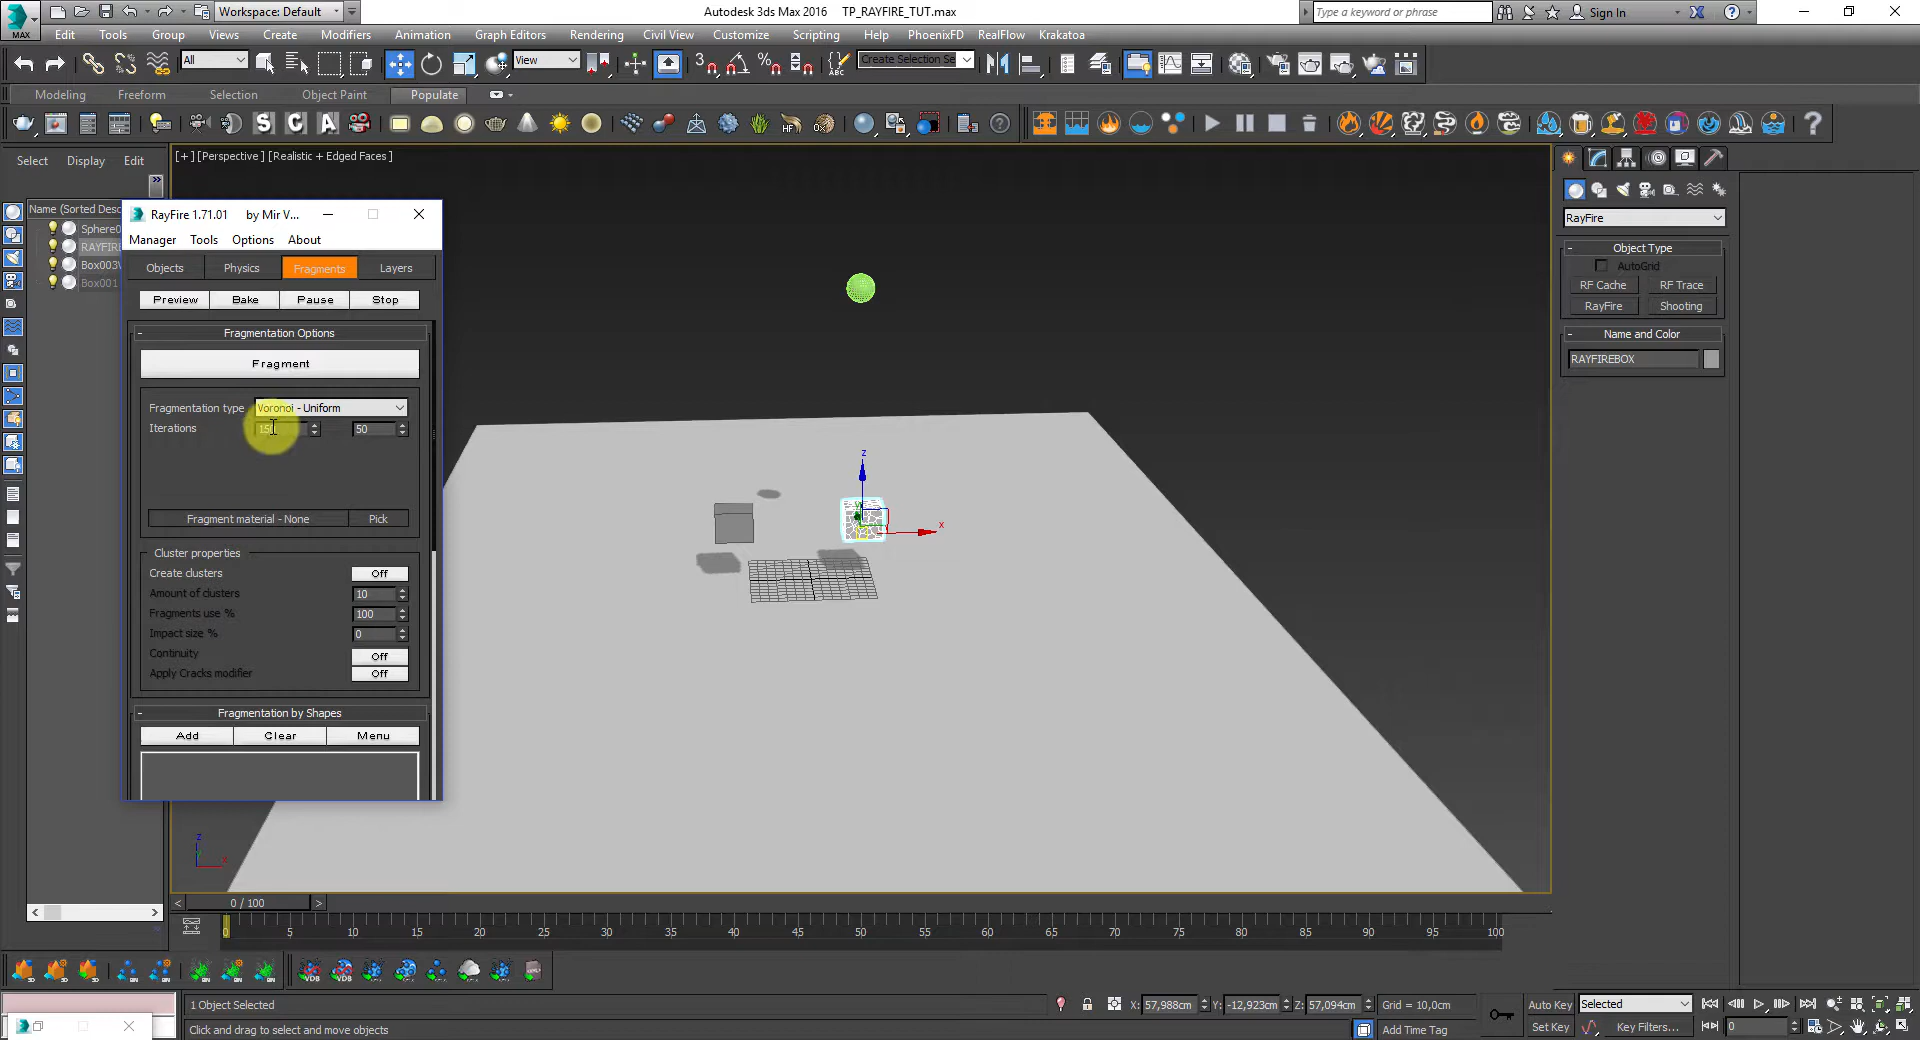 MAX
Workspace: Default
Autodesk 3ds Max 2016 TP_RAYFIRE_TUT.max
Type a keyword or phrase
Sign In
Edit Tools Group Views Create Modifiers Animation Graph Editors Rendering Civil View Customize Scripting Help PhoenixFD RealFlow Krakatoa
All
View
3
Create Selection Se
Modeling Freeform Selection Object Paint Populate
S C A
HF
Select Display Edit
[+] [Perspective] [Realistic + Edged Faces]
Name (Sorted Desce
Sphere0
RAYFIRE
Box003
Box001
RayFire 1.71.01 by Mir V...
Manager Tools Options About
Objects Physics Fragments Layers
Preview Bake Pause Stop
- Fragmentation Options
Fragment
Fragmentation type Voronoi - Uniform
Iterations 150 50
Fragment material - None Pick
Cluster properties
Create clusters Off
Amount of clusters 10
Fragments use % 100
Impact size % 0
Continuity Off
Apply Cracks modifier Off
- Fragmentation by Shapes
Add Clear Menu
z
x
z
x
RayFire
- Object Type
AutoGrid
RF Cache RF Trace
RayFire Shooting
- Name and Color
RAYFIREBOX
< 0 / 100 >
0 5 10 15 20 25 30 35 40 45 50 55 60 65 70 75 80 85 90 95 100
1 Object Selected
X: 57,988cm Y: -12,923cm Z: 57,094cm Grid = 10,0cm
Auto Key Selected
Click and drag to select and move objects
Add Time Tag
Set Key Key Filters...
0